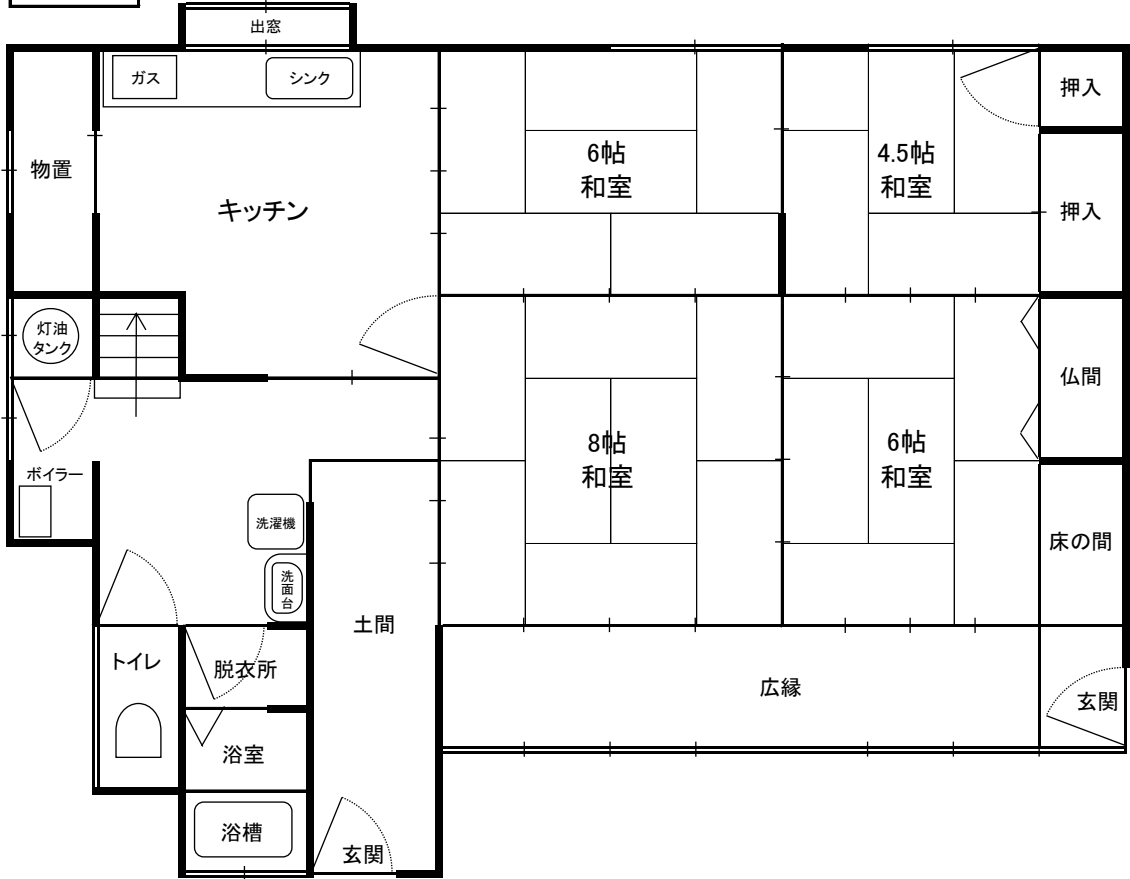 出窓
ガス
シンク
押入
物置
6帖
和室
4.5帖
和室
キッチン
押入
灯油
タンク
仏間
8帖
和室
6帖
和室
ボイラー
洗濯機
床の間
洗面台
土間
トイレ
脱衣所
広縁
玄関
浴室
浴槽
玄関